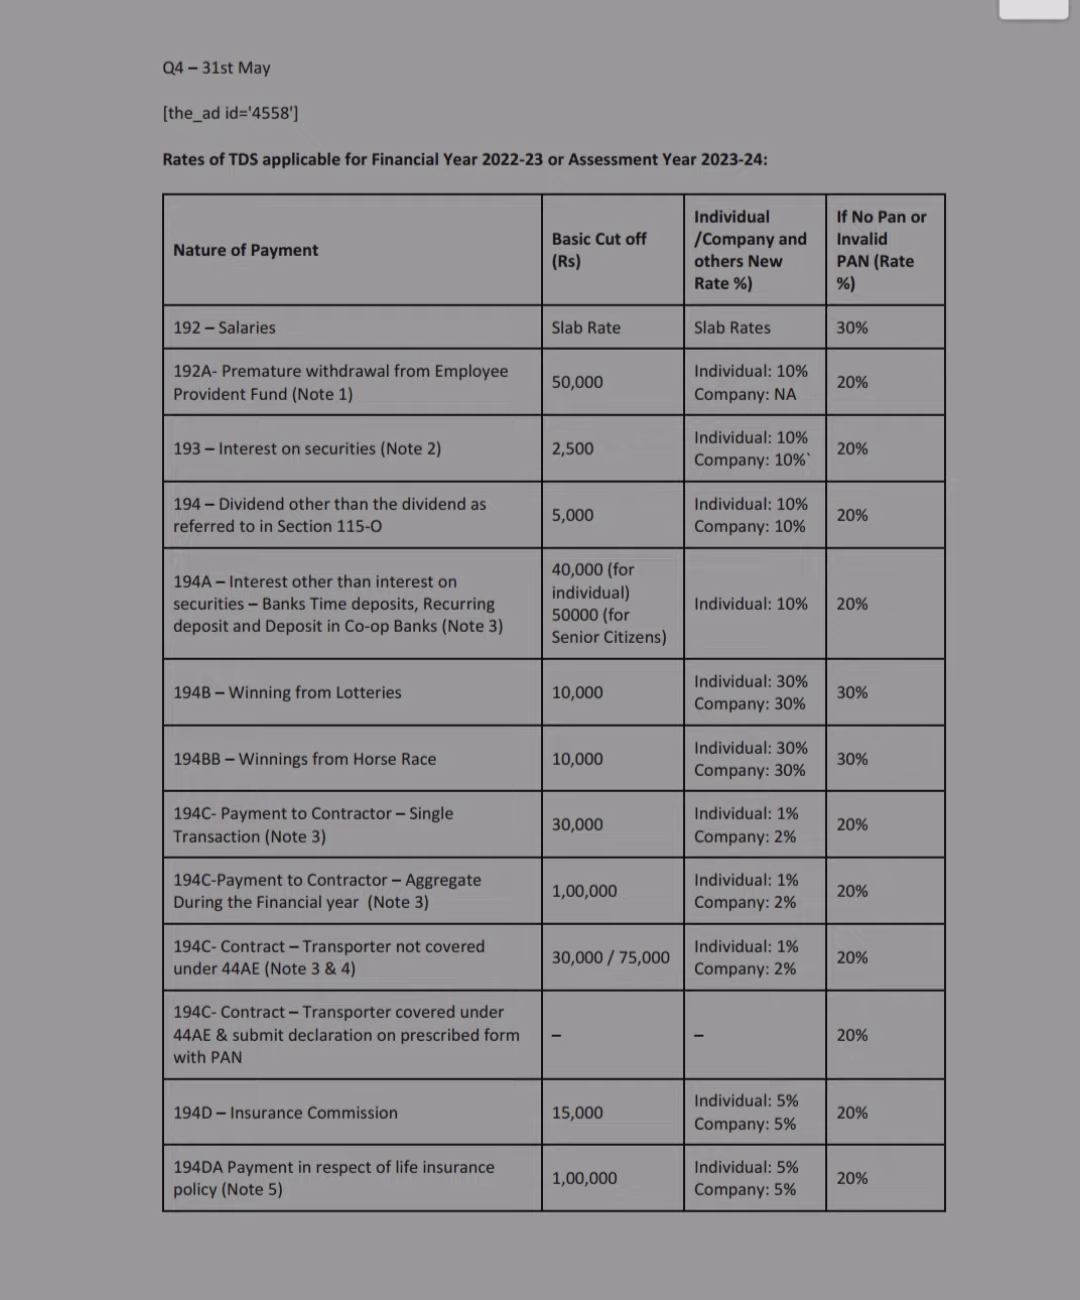 Q4 – 31st May
[the_ad id='4558']
Rates of TDS applicable for Financial Year 2022-23 or Assessment Year 2023-24:
Nature of Payment
Basic Cut off
(Rs)
Individual
/Company and
others New
Rate %)
If No Pan or
Invalid
PAN (Rate
%)
192 – Salaries
Slab Rate
Slab Rates
30%
192A- Premature withdrawal from Employee
Provident Fund (Note 1)
50,000
Individual: 10%
Company: NA
20%
193 – Interest on securities (Note 2)
2,500
Individual: 10%
Company: 10%`
20%
194 – Dividend other than the dividend as
referred to in Section 115-O
5,000
Individual: 10%
Company: 10%
20%
194A – Interest other than interest on
securities – Banks Time deposits, Recurring
deposit and Deposit in Co-op Banks (Note 3)
40,000 (for
individual)
50000 (for
Senior Citizens)
Individual: 10%
20%
194B – Winning from Lotteries
10,000
Individual: 30%
Company: 30%
30%
194BB – Winnings from Horse Race
10,000
Individual: 30%
Company: 30%
30%
194C- Payment to Contractor – Single
Transaction (Note 3)
30,000
Individual: 1%
Company: 2%
20%
194C-Payment to Contractor – Aggregate
During the Financial year  (Note 3)
1,00,000
Individual: 1%
Company: 2%
20%
194C- Contract – Transporter not covered
under 44AE (Note 3 & 4)
30,000 / 75,000
Individual: 1%
Company: 2%
20%
194C- Contract – Transporter covered under
44AE & submit declaration on prescribed form
with PAN
–
–
20%
194D – Insurance Commission
15,000
Individual: 5%
Company: 5%
20%
194DA Payment in respect of life insurance
policy (Note 5)
1,00,000
Individual: 5%
Company: 5%
20%